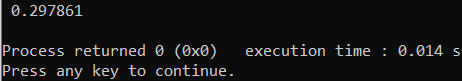 0.297861
Process returned 0 (0x0)   execution time : 0.014 s
Press any key to continue.